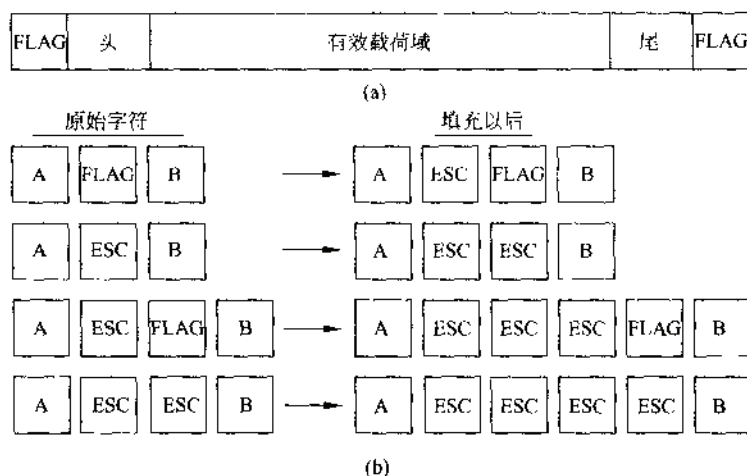 FLAG 头 有效载荷域 尾 FLAG
(a)
原始字符 填充以后
A FLAG B A ESC FLAG B
A ESC B A ESC ESC B
A ESC FLAG B A ESC ESC ESC FLAG B
A ESC ESC B A ESC ESC ESC ESC B
(b)